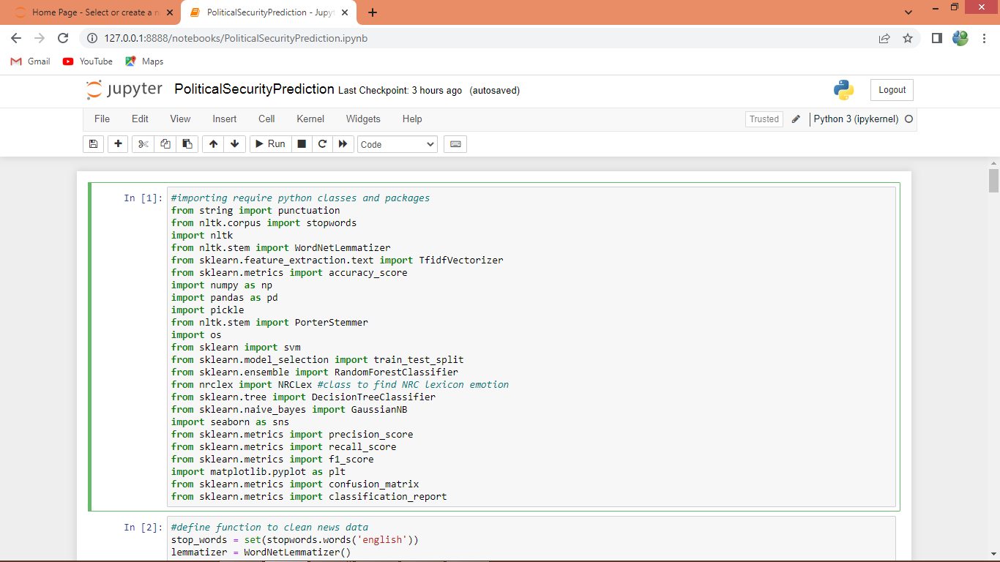 Home Page - Select or create a n
PoliticalSecurityPrediction - Jupyt
127.0.0.1:8888/notebooks/PoliticalSecurityPrediction.ipynb
Gmail YouTube Maps
jupyter PoliticalSecurityPrediction Last Checkpoint: 3 hours ago (autosaved) Logout
File Edit View Insert Cell Kernel Widgets Help Trusted Python 3 (ipykernel)
Run Code
In [1]: #importing require python classes and packages
from string import punctuation
from nltk.corpus import stopwords
import nltk
from nltk.stem import WordNetLemmatizer
from sklearn.feature_extraction.text import TfidfVectorizer
from sklearn.metrics import accuracy_score
import numpy as np
import pandas as pd
import pickle
from nltk.stem import PorterStemmer
import os
from sklearn import svm
from sklearn.model_selection import train_test_split
from sklearn.ensemble import RandomForestClassifier
from nrclex import NRCLex #class to find NRC lexicon emotion
from sklearn.tree import DecisionTreeClassifier
from sklearn.naive_bayes import GaussianNB
import seaborn as sns
from sklearn.metrics import precision_score
from sklearn.metrics import recall_score
from sklearn.metrics import f1_score
import matplotlib.pyplot as plt
from sklearn.metrics import confusion_matrix
from sklearn.metrics import classification_report
In [2]: #define function to clean news data
stop_words = set(stopwords.words('english'))
lemmatizer = WordNetLemmatizer()